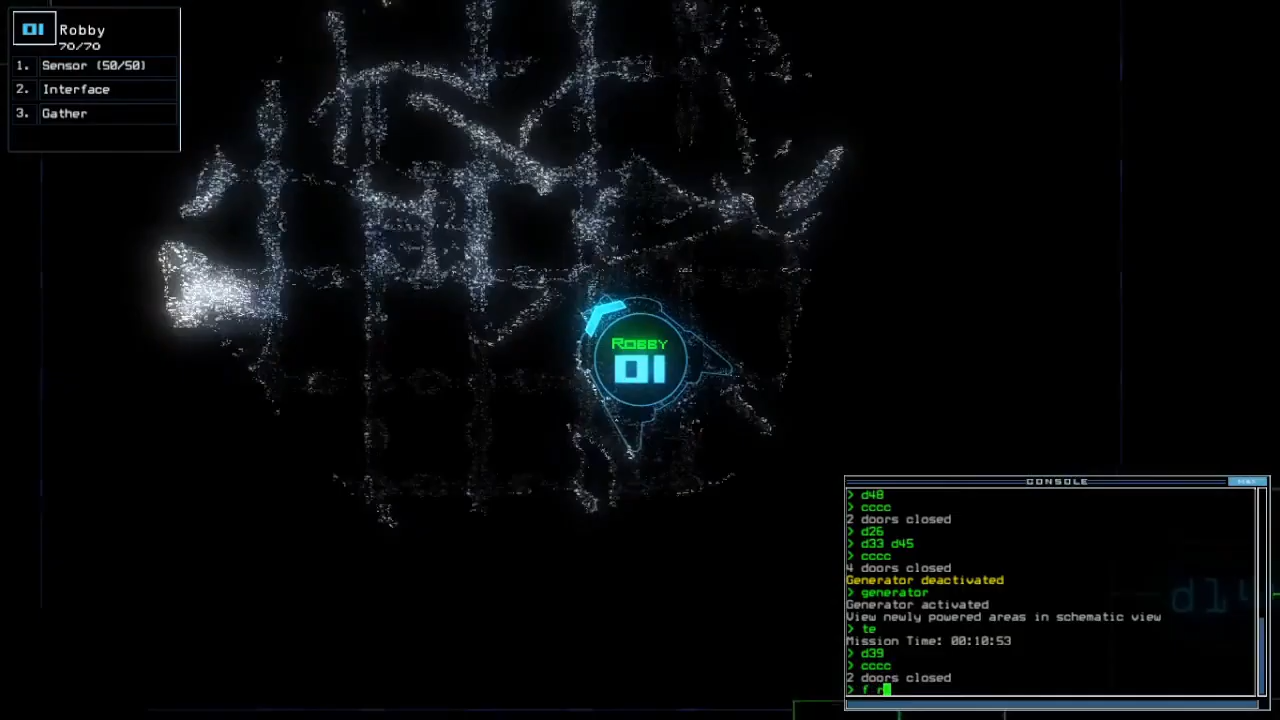 01 Robby
70/70
1. Sensor (50/50)
2. Interface
3. Gather
Robby
01
CONSOLE
> d48
> cccc
2 doors closed
> d26
> d33 d45
> cccc
4 doors closed
Generator deactivated
> generator
Generator activated
View newly powered areas in schematic view
> te
Mission Time: 00:10:53
> d39
> cccc
2 doors closed
> f r